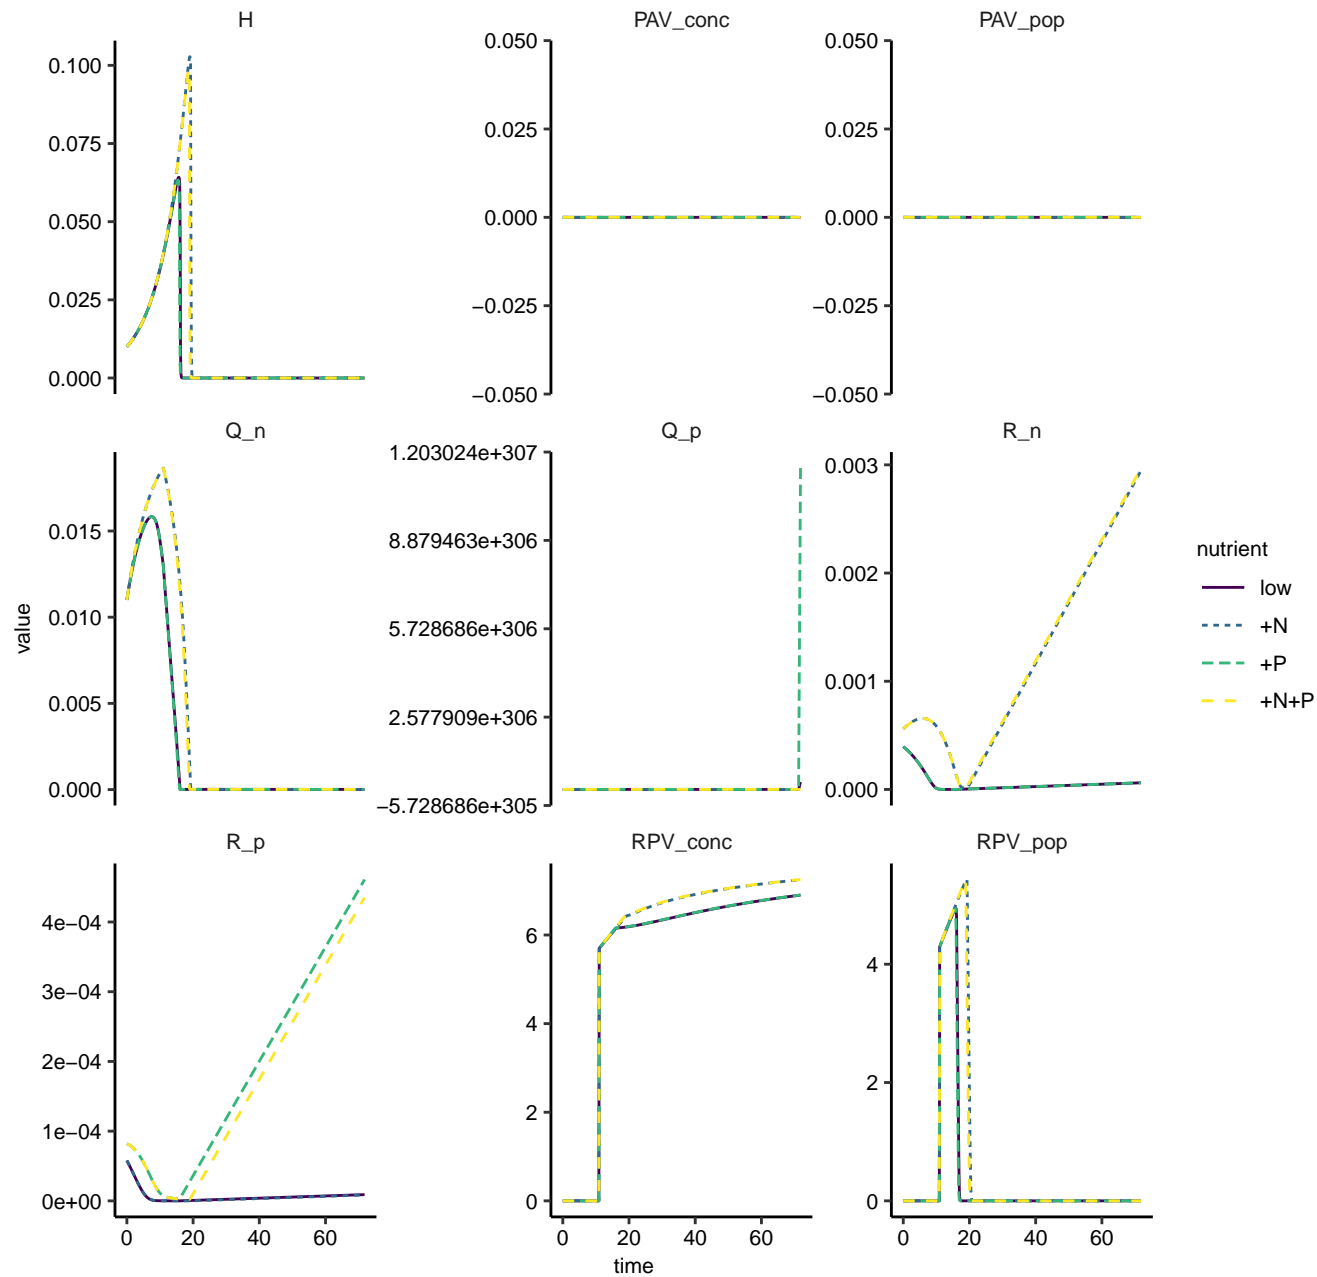 H
PAV_conc
PAV_pop
0.100
0.075
0.050
0.025
0.000
0.050
0.025
0.000
−0.025
−0.050
0.050
0.025
0.000
−0.025
−0.050
Q_n
Q_p
R_n
0.015
0.010
0.005
0.000
1.203024e+307
8.879463e+306
5.728686e+306
2.577909e+306
−5.728686e+305
0.003
0.002
0.001
0.000
R_p
RPV_conc
RPV_pop
4e−04
3e−04
2e−04
1e−04
0e+00
6
4
2
0
4
2
0
0 20 40 60
0 20 40 60
0 20 40 60
time
value
nutrient
low
+N
+P
+N+P